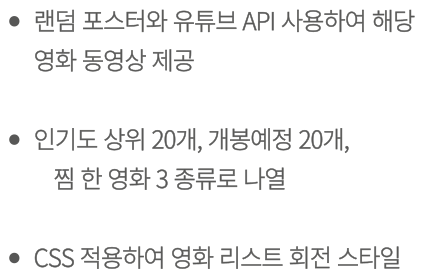 • 랜덤 포스터와 유튜브 API 사용하여 해당
영화 동영상 제공
• 인기도 상위 20개, 개봉예정 20개,
찜 한 영화 3 종류로 나열
• CSS 적용하여 영화 리스트 회전 스타일